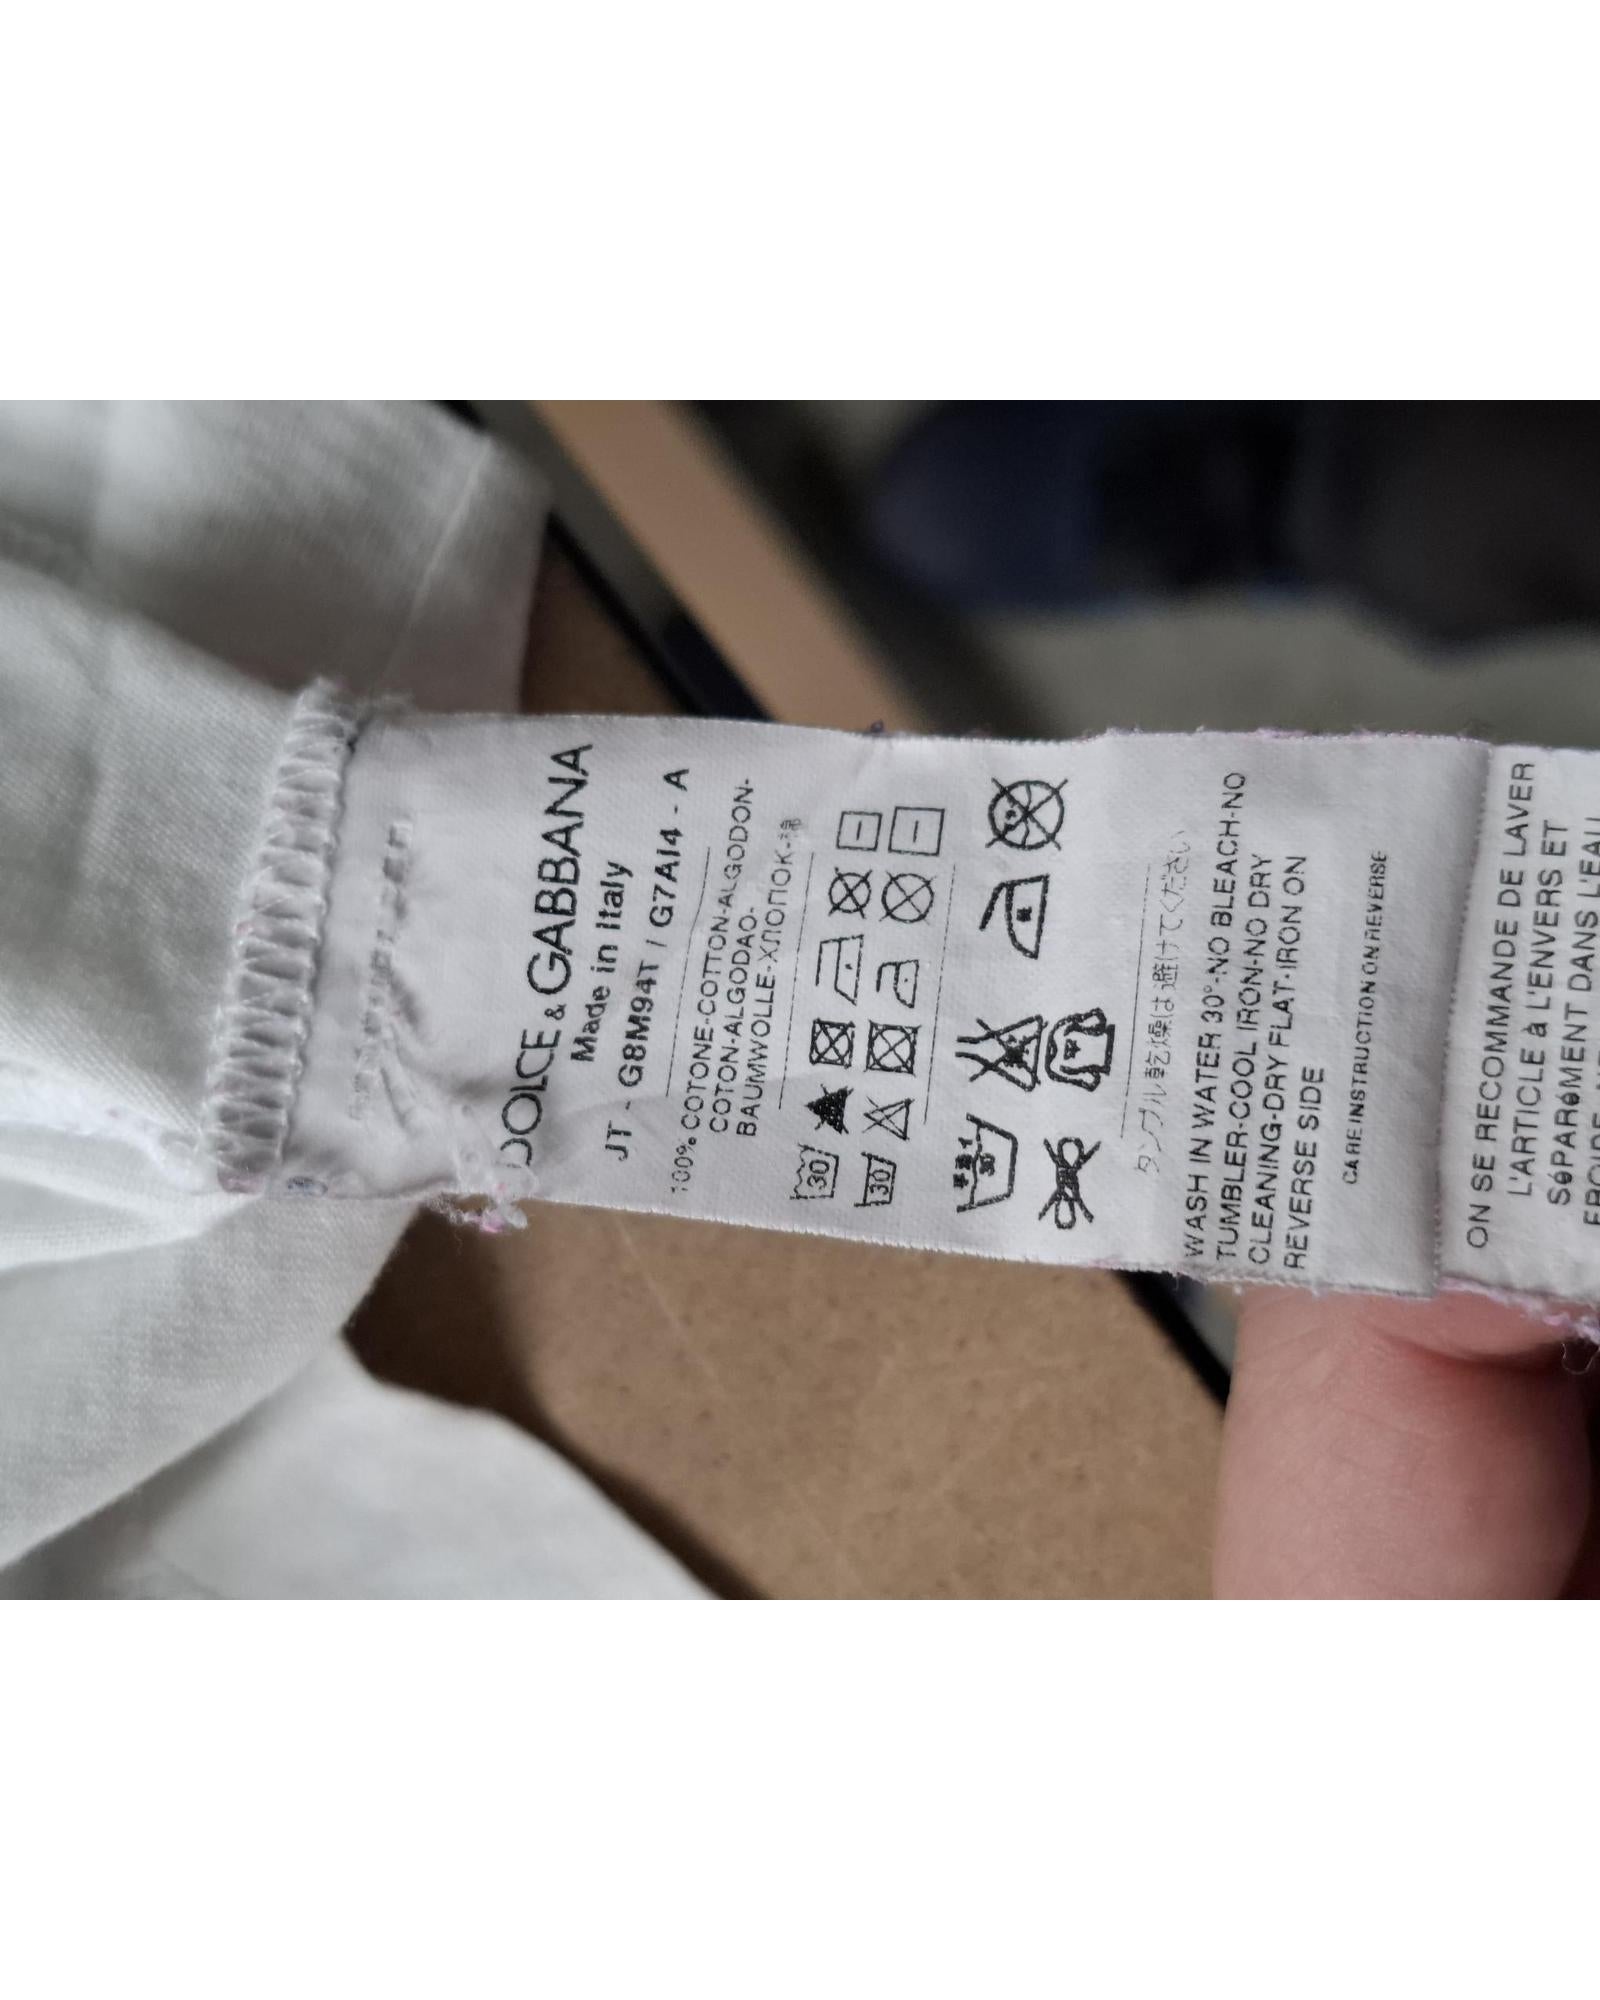 DOLCE & GABBANA
Made in Italy
JT - G8M94T / G7AI4 - A
100% COTONE-COTTON-ALGODON-
COTON-ALGODAO-
BAUMWOLLE-ХЛОПОК-棉
30
30
30°
タンブル乾燥は避けてください
WASH IN WATER 30°-NO BLEACH-NO
TUMBLER-COOL IRON-NO DRY
CLEANING-DRY FLAT-IRON ON
REVERSE SIDE
CARE INSTRUCTION ON REVERSE
ON SE RECOMMANDE DE LAVER
L'ARTICLE à L'ENVERS ET
SéPARéMENT DANS L'EAU